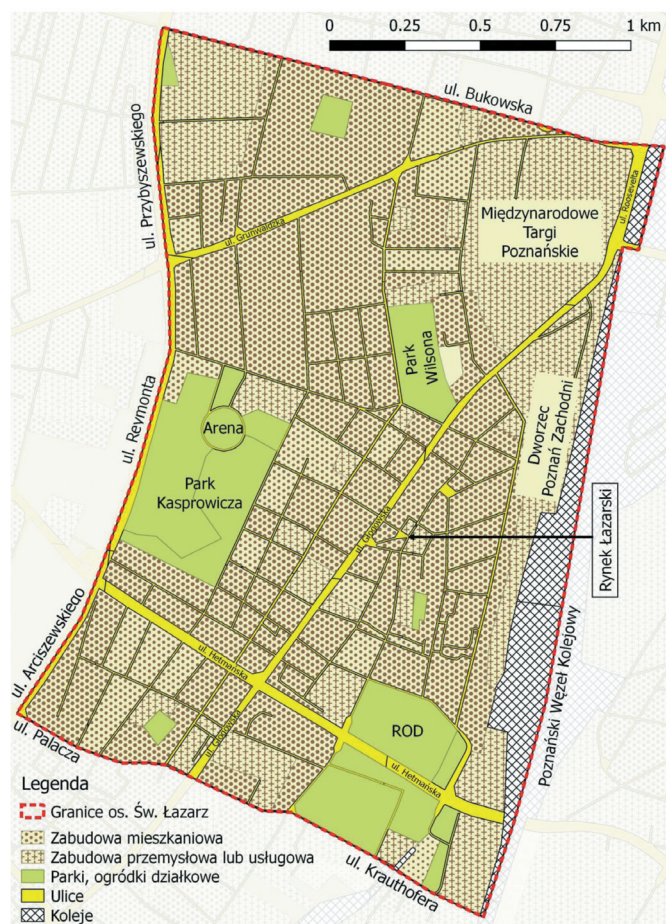 0 0.25 0.5 0.75 1 km
ul. Bukowska
ul. Przybyszewskiego
ul. Roosevelta
Międzynarodowe
Targi
Poznańskie
ul. Grunwaldzka
Park
Wilsona
ul. Reymonta
Arena
Dworzec
Poznań Zachodni
Park
Kasprowicza
ul. Głogowska
Rynek Łazarski
ul. Arciszewskiego
ul. Hetmańska
Poznański Węzeł Kolejowy
ul. Palacza
ul. Głogowska
ROD
ul. Hetmańska
ul. Krauthofera
Legenda
Granice os. Św. Łazarz
Zabudowa mieszkaniowa
Zabudowa przemysłowa lub usługowa
Parki, ogródki działkowe
Ulice
Koleje